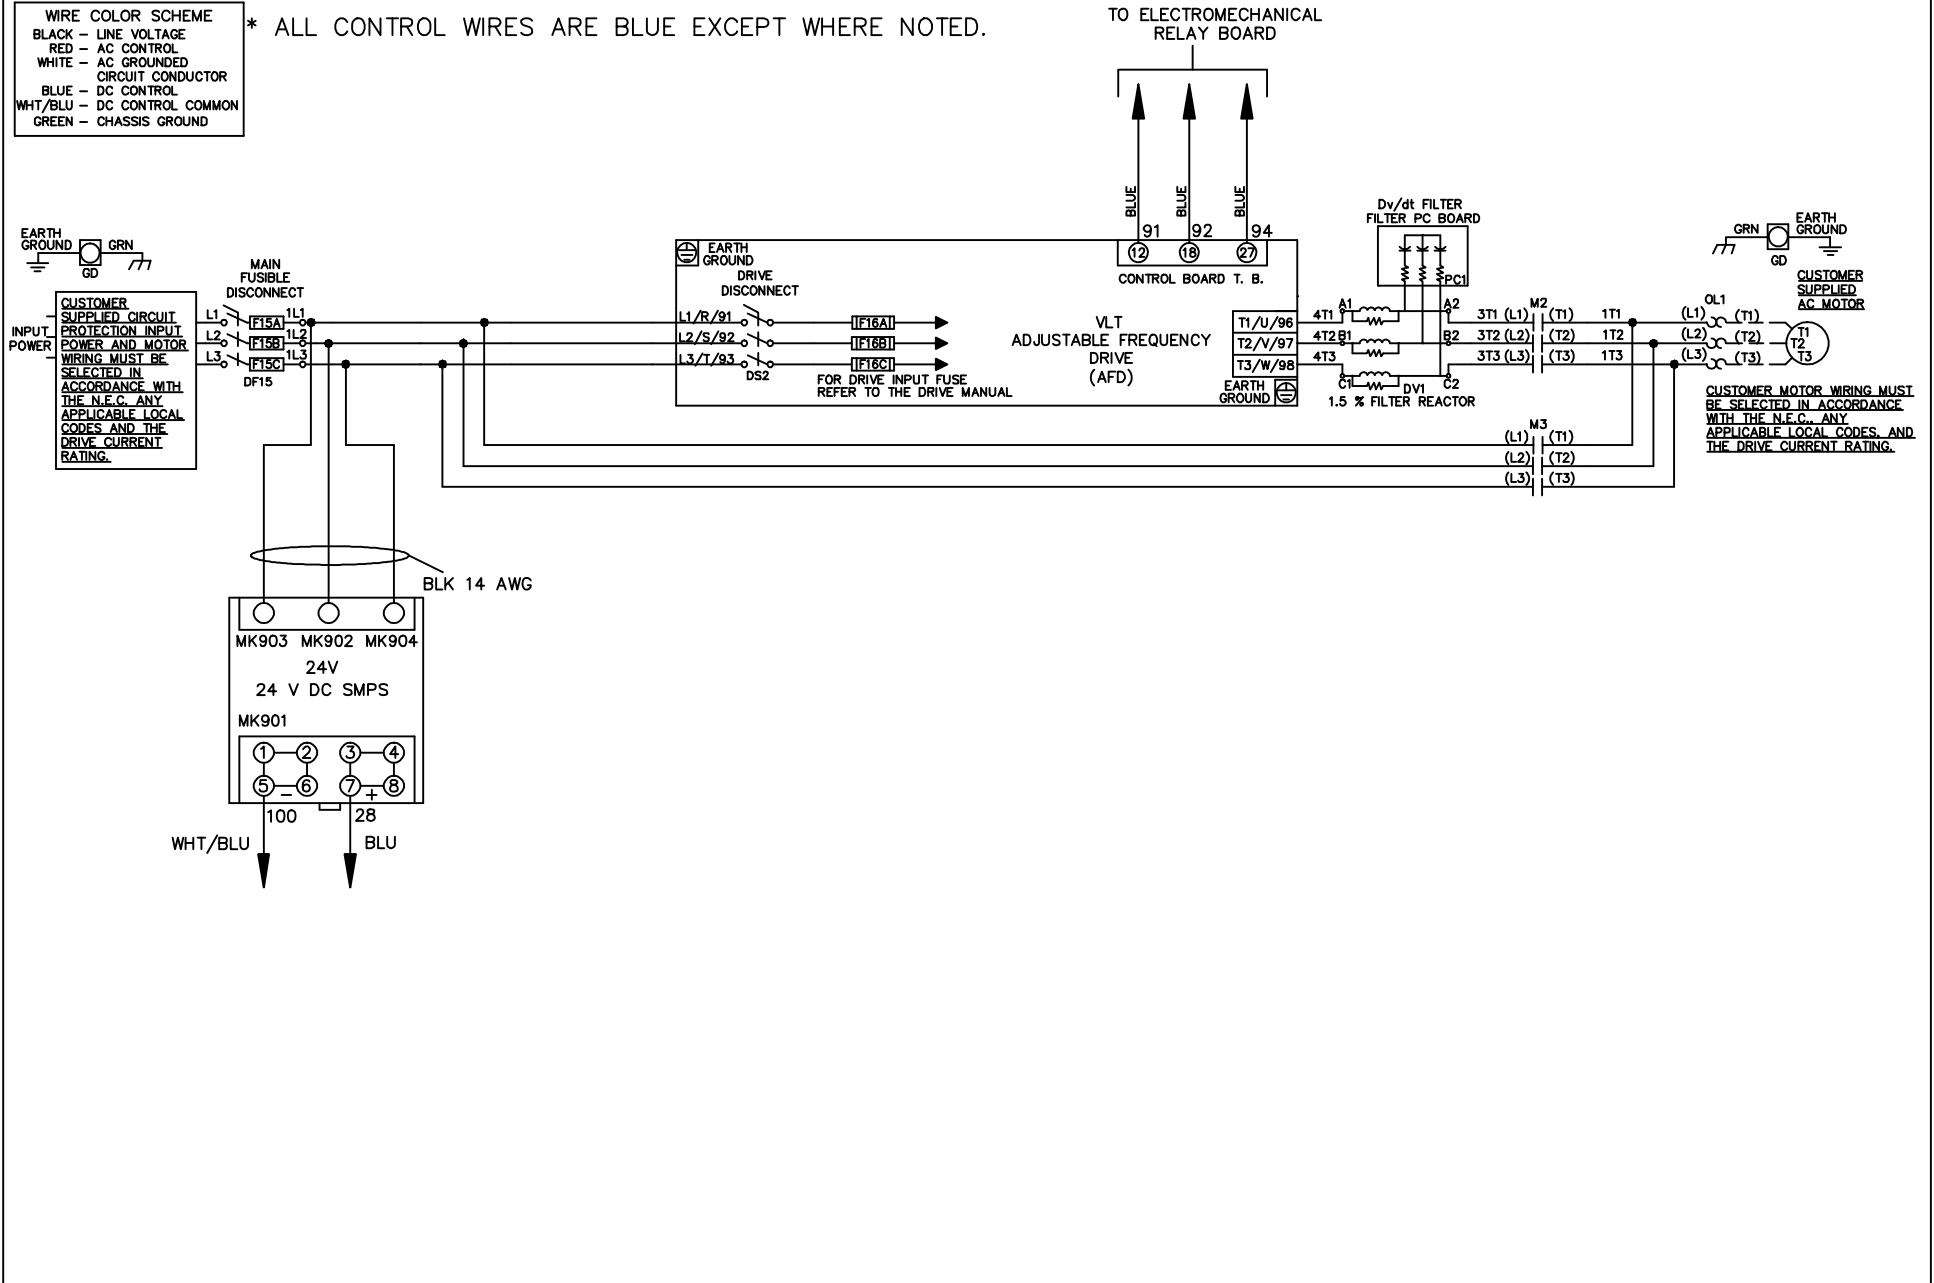 WIRE COLOR SCHEME
BLACK – LINE VOLTAGE
RED – AC CONTROL
WHITE – AC GROUNDED
CIRCUIT CONDUCTOR
BLUE – DC CONTROL
WHT/BLU – DC CONTROL COMMON
GREEN – CHASSIS GROUND
* ALL CONTROL WIRES ARE BLUE EXCEPT WHERE NOTED.
TO ELECTROMECHANICAL
RELAY BOARD
BLUE
BLUE
BLUE
91 92 94
12 18 27
CONTROL BOARD T. B.
EARTH
GROUND
GRN
GD
INPUT
POWER
CUSTOMER
SUPPLIED CIRCUIT
PROTECTION INPUT
POWER AND MOTOR
WIRING MUST BE
SELECTED IN
ACCORDANCE WITH
THE N.E.C. ANY
APPLICABLE LOCAL
CODES AND THE
DRIVE CURRENT
RATING.
MAIN
FUSIBLE
DISCONNECT
L1 F15A 1L1
L2 F15B 1L2
L3 F15C 1L3
DF15
EARTH
GROUND
DRIVE
DISCONNECT
L1/R/91
L2/S/92
L3/T/93
DS2
F16A
F16B
F16C
FOR DRIVE INPUT FUSE
REFER TO THE DRIVE MANUAL
VLT
ADJUSTABLE FREQUENCY
DRIVE
(AFD)
T1/U/96
T2/V/97
T3/W/98
EARTH
GROUND
Dv/dt FILTER
FILTER PC BOARD
PC1
4T1 A1 A2
4T2 B1 B2
4T3 C1 C2
DV1
1.5 % FILTER REACTOR
M2
3T1 (L1) (T1) 1T1
3T2 (L2) (T2) 1T2
3T3 (L3) (T3) 1T3
M3
(L1) (T1)
(L2) (T2)
(L3) (T3)
OL1
(L1) (T1)
(L2) (T2)
(L3) (T3)
T1
T2
T3
GRN
EARTH
GROUND
GD
CUSTOMER
SUPPLIED
AC MOTOR
CUSTOMER MOTOR WIRING MUST
BE SELECTED IN ACCORDANCE
WITH THE N.E.C., ANY
APPLICABLE LOCAL CODES, AND
THE DRIVE CURRENT RATING.
BLK 14 AWG
MK903 MK902 MK904
24V
24 V DC SMPS
MK901
1 2 3 4
5 6 7 8
– +
100 28
WHT/BLU BLU